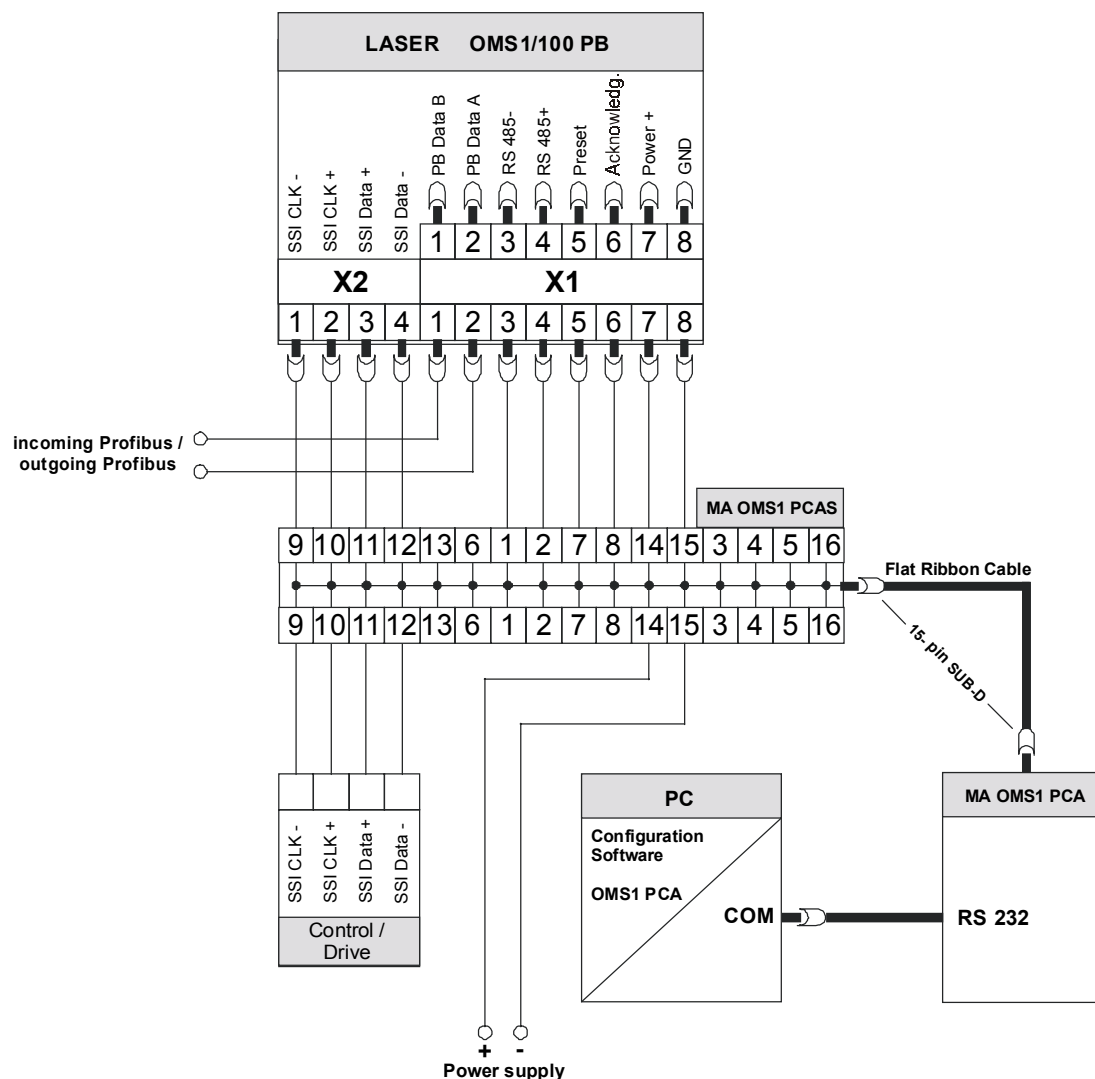 LASER OMS1/100 PB
SSI CLK -
SSI CLK +
SSI Data +
SSI Data -
PB Data B
PB Data A
RS 485-
RS 485+
Preset
Acknowledg.
Power +
GND
1 2 3 4 5 6 7 8
X2 X1
1 2 3 4 1 2 3 4 5 6 7 8
incoming Profibus /
outgoing Profibus
MA OMS1 PCAS
9 10 11 12 13 6 1 2 7 8 14 15 3 4 5 16
Flat Ribbon Cable
9 10 11 12 13 6 1 2 7 8 14 15 3 4 5 16
15- pin SUB-D
SSI CLK -
SSI CLK +
SSI Data +
SSI Data -
Control /
Drive
PC
Configuration
Software
OMS1 PCA
COM
MA OMS1 PCA
RS 232
+ -
Power supply